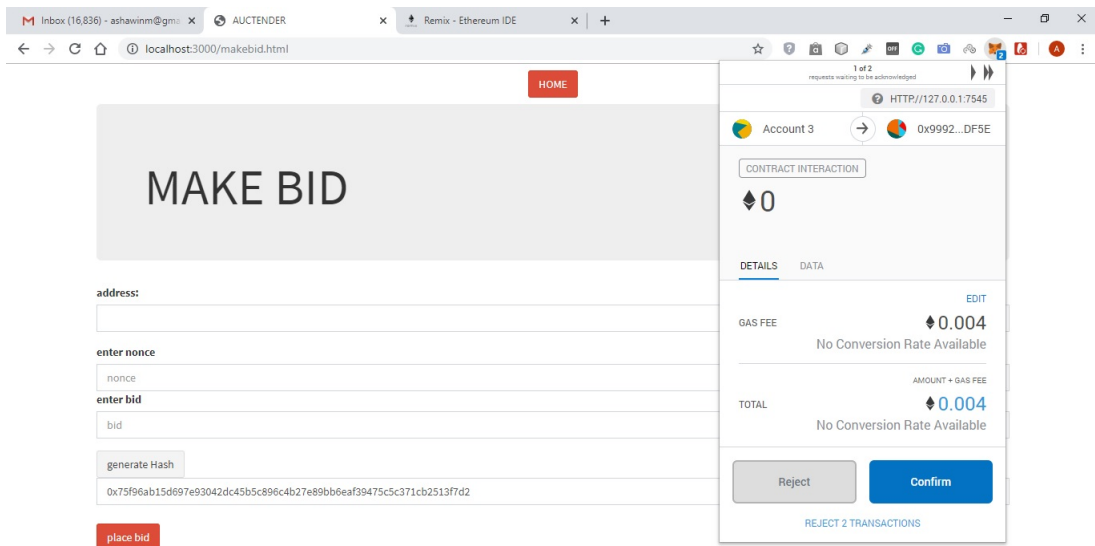 Inbox (16,836) - ashawinm@gma
AUCTENDER
Remix - Ethereum IDE
localhost:3000/makebid.html
OFF
2
A
HOME
MAKE BID
address:
enter nonce
nonce
enter bid
bid
generate Hash
0x75f96ab15d697e93042dc45b5c896c4b27e89bb6eaf39475c5c371cb2513f7d2
place bid
1 of 2
requests waiting to be acknowledged
HTTP://127.0.0.1:7545
Account 3
0x9992...DF5E
CONTRACT INTERACTION
0
DETAILS DATA
EDIT
GAS FEE
0.004
No Conversion Rate Available
AMOUNT + GAS FEE
TOTAL
0.004
No Conversion Rate Available
Reject
Confirm
REJECT 2 TRANSACTIONS